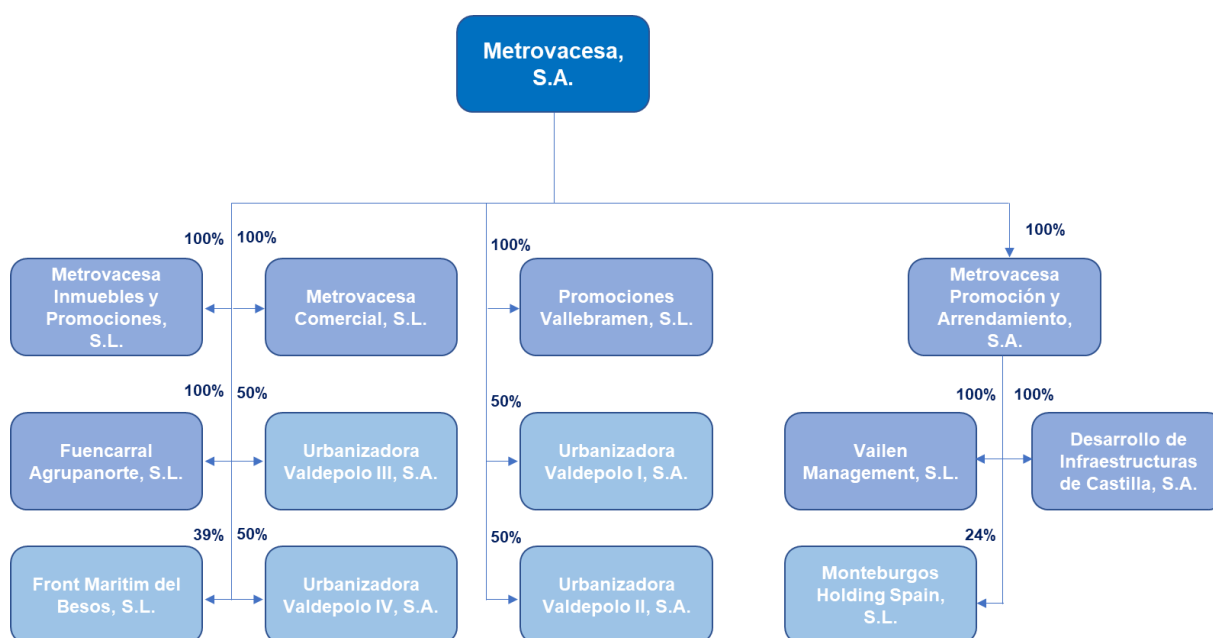 Metrovacesa,
S.A.
100%
100%
100%
100%
Metrovacesa
Inmuebles y
Promociones,
S.L.
Metrovacesa
Comercial, S.L.
Promociones
Vallebramen, S.L.
Metrovacesa
Promoción y
Arrendamiento,
S.A.
100%
50%
50%
100%
100%
Fuencarral
Agrupanorte, S.L.
Urbanizadora
Valdepolo III, S.A.
Urbanizadora
Valdepolo I, S.A.
Vailen
Management, S.L.
Desarrollo de
Infraestructuras
de Castilla, S.A.
39%
50%
50%
24%
Front Maritim del
Besos, S.L.
Urbanizadora
Valdepolo IV, S.A.
Urbanizadora
Valdepolo II, S.A.
Monteburgos
Holding Spain,
S.L.